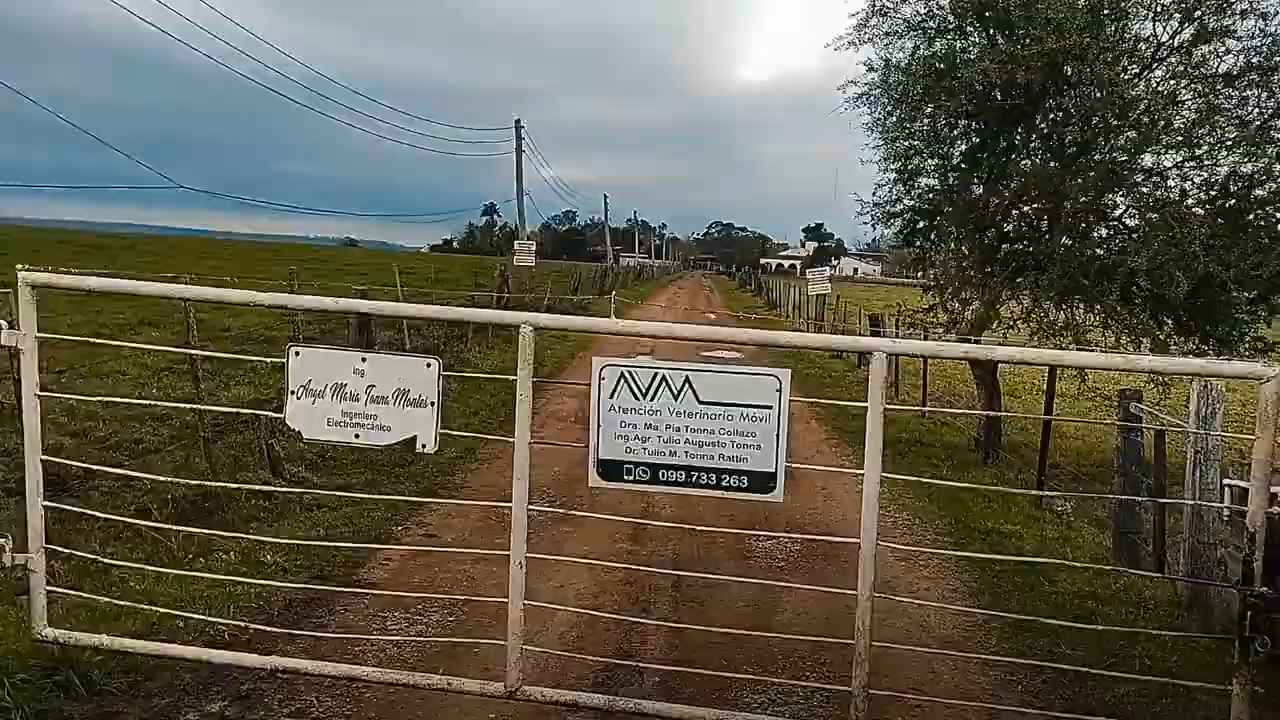 Ing.
Angel María Tonna Montes
Ingeniero
Electromecánico
AVM
Atención Veterinaria Móvil
Dra. Ma. Pía Tonna Collazo
Ing.Agr. Tulio Augusto Tonna
Dr. Tulio M. Tonna Rattín
099 733 263